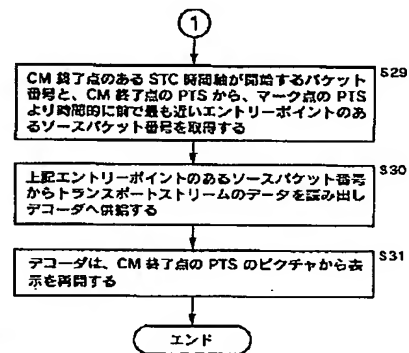 1
CM 終了点のある STC 時間軸が開始するパケット
S29
番号と、CM 終了点の PTS から、マーク点の PTS
より時間的に前で最も近いエントリーポイントのあ
るソースパケット番号を取得する
上記エントリーポイントのあるソースパケット番号
S30
からトランスポートストリームのデータを読み出し
デコーダへ供給する
デコーダは、CM 終了点の PTS のピクチャから表
S31
示を再開する
エンド